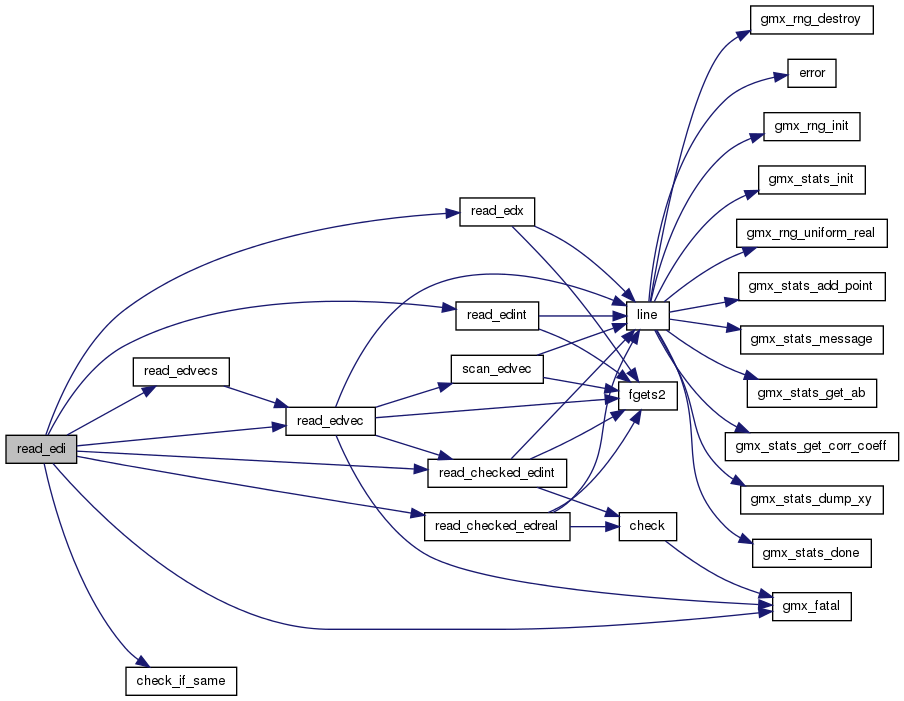 gmx_rng_destroy
error
gmx_rng_init
gmx_stats_init
read_edx
gmx_rng_uniform_real
gmx_stats_add_point
line
read_edint
gmx_stats_message
read_edvecs
scan_edvec
gmx_stats_get_ab
fgets2
read_edvec
read_edi
gmx_stats_get_corr_coeff
read_checked_edint
gmx_stats_dump_xy
read_checked_edreal
check
gmx_stats_done
gmx_fatal
check_if_same